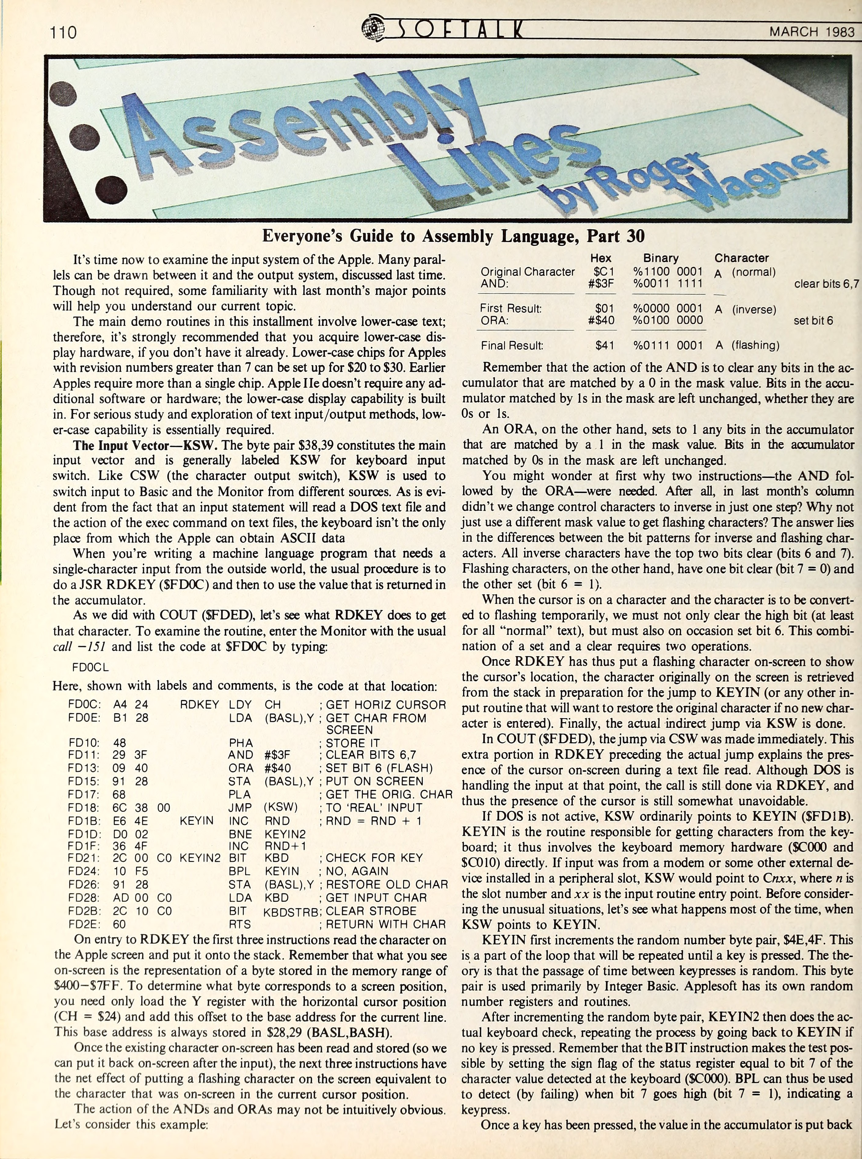 110
SOFTALK
MARCH 1983
Assembly
Lines
by Roger
Wagner
Everyone's Guide to Assembly Language, Part 30
It's time now to examine the input system of the Apple. Many paral-
lels can be drawn between it and the output system, discussed last time.
Though not required, some familiarity with last month's major points
will help you understand our current topic.
The main demo routines in this installment involve lower-case text;
therefore, it's strongly recommended that you acquire lower-case dis-
play hardware, if you don't have it already. Lower-case chips for Apples
with revision numbers greater than 7 can be set up for $20 to $30. Earlier
Apples require more than a single chip. Apple IIe doesn't require any ad-
ditional software or hardware; the lower-case display capability is built
in. For serious study and exploration of text input/output methods, low-
er-case capability is essentially required.
The Input Vector—KSW. The byte pair $38,39 constitutes the main
input vector and is generally labeled KSW for keyboard input
switch. Like CSW (the character output switch), KSW is used to
switch input to Basic and the Monitor from different sources. As is evi-
dent from the fact that an input statement will read a DOS text file and
the action of the exec command on text files, the keyboard isn't the only
place from which the Apple can obtain ASCII data
When you're writing a machine language program that needs a
single-character input from the outside world, the usual procedure is to
do a JSR RDKEY ($FD0C) and then to use the value that is returned in
the accumulator.
As we did with COUT ($FDED), let's see what RDKEY does to get
that character. To examine the routine, enter the Monitor with the usual
call −151 and list the code at $FD0C by typing:
FD0CL
Here, shown with labels and comments, is the code at that location:
FD0C: A4 24 RDKEY LDY CH ; GET HORIZ CURSOR
FD0E: B1 28 LDA (BASL),Y ; GET CHAR FROM
SCREEN
FD10: 48 PHA ; STORE IT
FD11: 29 3F AND #$3F ; CLEAR BITS 6,7
FD13: 09 40 ORA #$40 ; SET BIT 6 (FLASH)
FD15: 91 28 STA (BASL),Y ; PUT ON SCREEN
FD17: 68 PLA ; GET THE ORIG. CHAR
FD18: 6C 38 00 JMP (KSW) ; TO 'REAL' INPUT
FD1B: E6 4E KEYIN INC RND ; RND = RND + 1
FD1D: D0 02 BNE KEYIN2
FD1F: 36 4F INC RND+1
FD21: 2C 00 C0 KEYIN2 BIT KBD ; CHECK FOR KEY
FD24: 10 F5 BPL KEYIN ; NO, AGAIN
FD26: 91 28 STA (BASL),Y ; RESTORE OLD CHAR
FD28: AD 00 C0 LDA KBD ; GET INPUT CHAR
FD2B: 2C 10 C0 BIT KBDSTRB; CLEAR STROBE
FD2E: 60 RTS ; RETURN WITH CHAR
On entry to RDKEY the first three instructions read the character on
the Apple screen and put it onto the stack. Remember that what you see
on-screen is the representation of a byte stored in the memory range of
$400−$7FF. To determine what byte corresponds to a screen position,
you need only load the Y register with the horizontal cursor position
(CH = $24) and add this offset to the base address for the current line.
This base address is always stored in $28,29 (BASL,BASH).
Once the existing character on-screen has been read and stored (so we
can put it back on-screen after the input), the next three instructions have
the net effect of putting a flashing character on the screen equivalent to
the character that was on-screen in the current cursor position.
The action of the ANDs and ORAs may not be intuitively obvious.
Let's consider this example:
Hex Binary Character
Original Character $C1 %1100 0001 A (normal)
AND: #$3F %0011 1111 clear bits 6,7
First Result: $01 %0000 0001 A (inverse)
ORA: #$40 %0100 0000 set bit 6
Final Result: $41 %0111 0001 A (flashing)
Remember that the action of the AND is to clear any bits in the ac-
cumulator that are matched by a 0 in the mask value. Bits in the accu-
mulator matched by 1s in the mask are left unchanged, whether they are
0s or 1s.
An ORA, on the other hand, sets to 1 any bits in the accumulator
that are matched by a 1 in the mask value. Bits in the accumulator
matched by 0s in the mask are left unchanged.
You might wonder at first why two instructions—the AND fol-
lowed by the ORA—were needed. After all, in last month's column
didn't we change control characters to inverse in just one step? Why not
just use a different mask value to get flashing characters? The answer lies
in the differences between the bit patterns for inverse and flashing char-
acters. All inverse characters have the top two bits clear (bits 6 and 7).
Flashing characters, on the other hand, have one bit clear (bit 7 = 0) and
the other set (bit 6 = 1).
When the cursor is on a character and the character is to be convert-
ed to flashing temporarily, we must not only clear the high bit (at least
for all "normal" text), but must also on occasion set bit 6. This combi-
nation of a set and a clear requires two operations.
Once RDKEY has thus put a flashing character on-screen to show
the cursor's location, the character originally on the screen is retrieved
from the stack in preparation for the jump to KEYIN (or any other in-
put routine that will want to restore the original character if no new char-
acter is entered). Finally, the actual indirect jump via KSW is done.
In COUT ($FDED), the jump via CSW was made immediately. This
extra portion in RDKEY preceding the actual jump explains the pres-
ence of the cursor on-screen during a text file read. Although DOS is
handling the input at that point, the call is still done via RDKEY, and
thus the presence of the cursor is still somewhat unavoidable.
If DOS is not active, KSW ordinarily points to KEYIN ($FD1B).
KEYIN is the routine responsible for getting characters from the key-
board; it thus involves the keyboard memory hardware ($C000 and
$C010) directly. If input was from a modem or some other external de-
vice installed in a peripheral slot, KSW would point to Cnxx, where n is
the slot number and xx is the input routine entry point. Before consider-
ing the unusual situations, let's see what happens most of the time, when
KSW points to KEYIN.
KEYIN first increments the random number byte pair, $4E,4F. This
is a part of the loop that will be repeated until a key is pressed. The the-
ory is that the passage of time between keypresses is random. This byte
pair is used primarily by Integer Basic. Applesoft has its own random
number registers and routines.
After incrementing the random byte pair, KEYIN2 then does the ac-
tual keyboard check, repeating the process by going back to KEYIN if
no key is pressed. Remember that the BIT instruction makes the test pos-
sible by setting the sign flag of the status register equal to bit 7 of the
character value detected at the keyboard ($C000). BPL can thus be used
to detect (by failing) when bit 7 goes high (bit 7 = 1), indicating a
keypress.
Once a key has been pressed, the value in the accumulator is put back